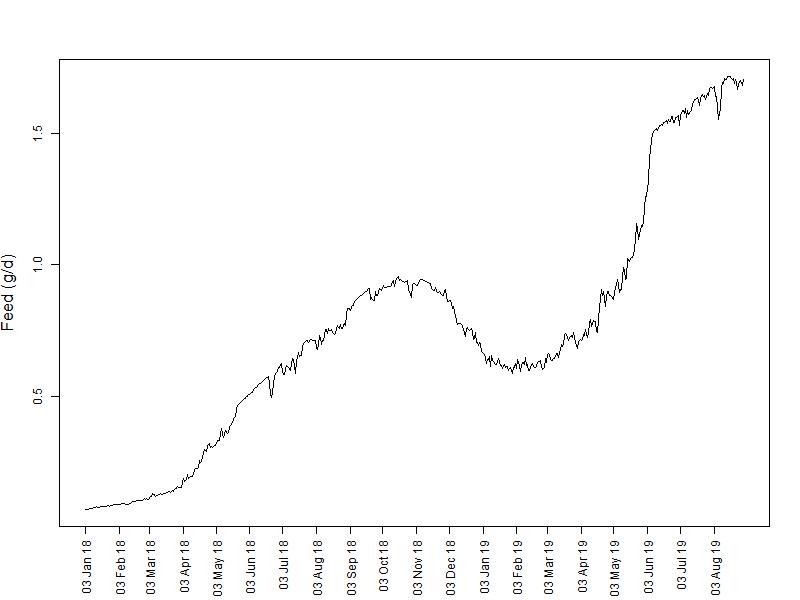 Feed (g/d)
1.5
1.0
0.5
03 Jan 18
03 Feb 18
03 Mar 18
03 Apr 18
03 May 18
03 Jun 18
03 Jul 18
03 Aug 18
03 Sep 18
03 Oct 18
03 Nov 18
03 Dec 18
03 Jan 19
03 Feb 19
03 Mar 19
03 Apr 19
03 May 19
03 Jun 19
03 Jul 19
03 Aug 19